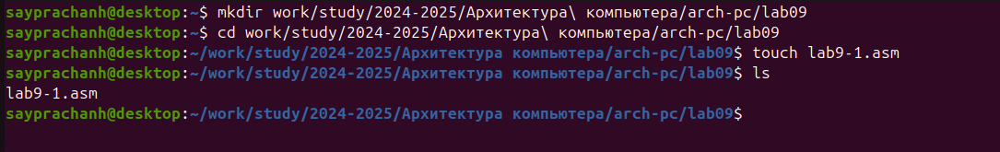 sayprachanh@desktop:~$ mkdir work/study/2024-2025/Архитектура\ компьютера/arch-pc/lab09
sayprachanh@desktop:~$ cd work/study/2024-2025/Архитектура\ компьютера/arch-pc/lab09
sayprachanh@desktop:~/work/study/2024-2025/Архитектура компьютера/arch-pc/lab09$ touch lab9-1.asm
sayprachanh@desktop:~/work/study/2024-2025/Архитектура компьютера/arch-pc/lab09$ ls
lab9-1.asm
sayprachanh@desktop:~/work/study/2024-2025/Архитектура компьютера/arch-pc/lab09$